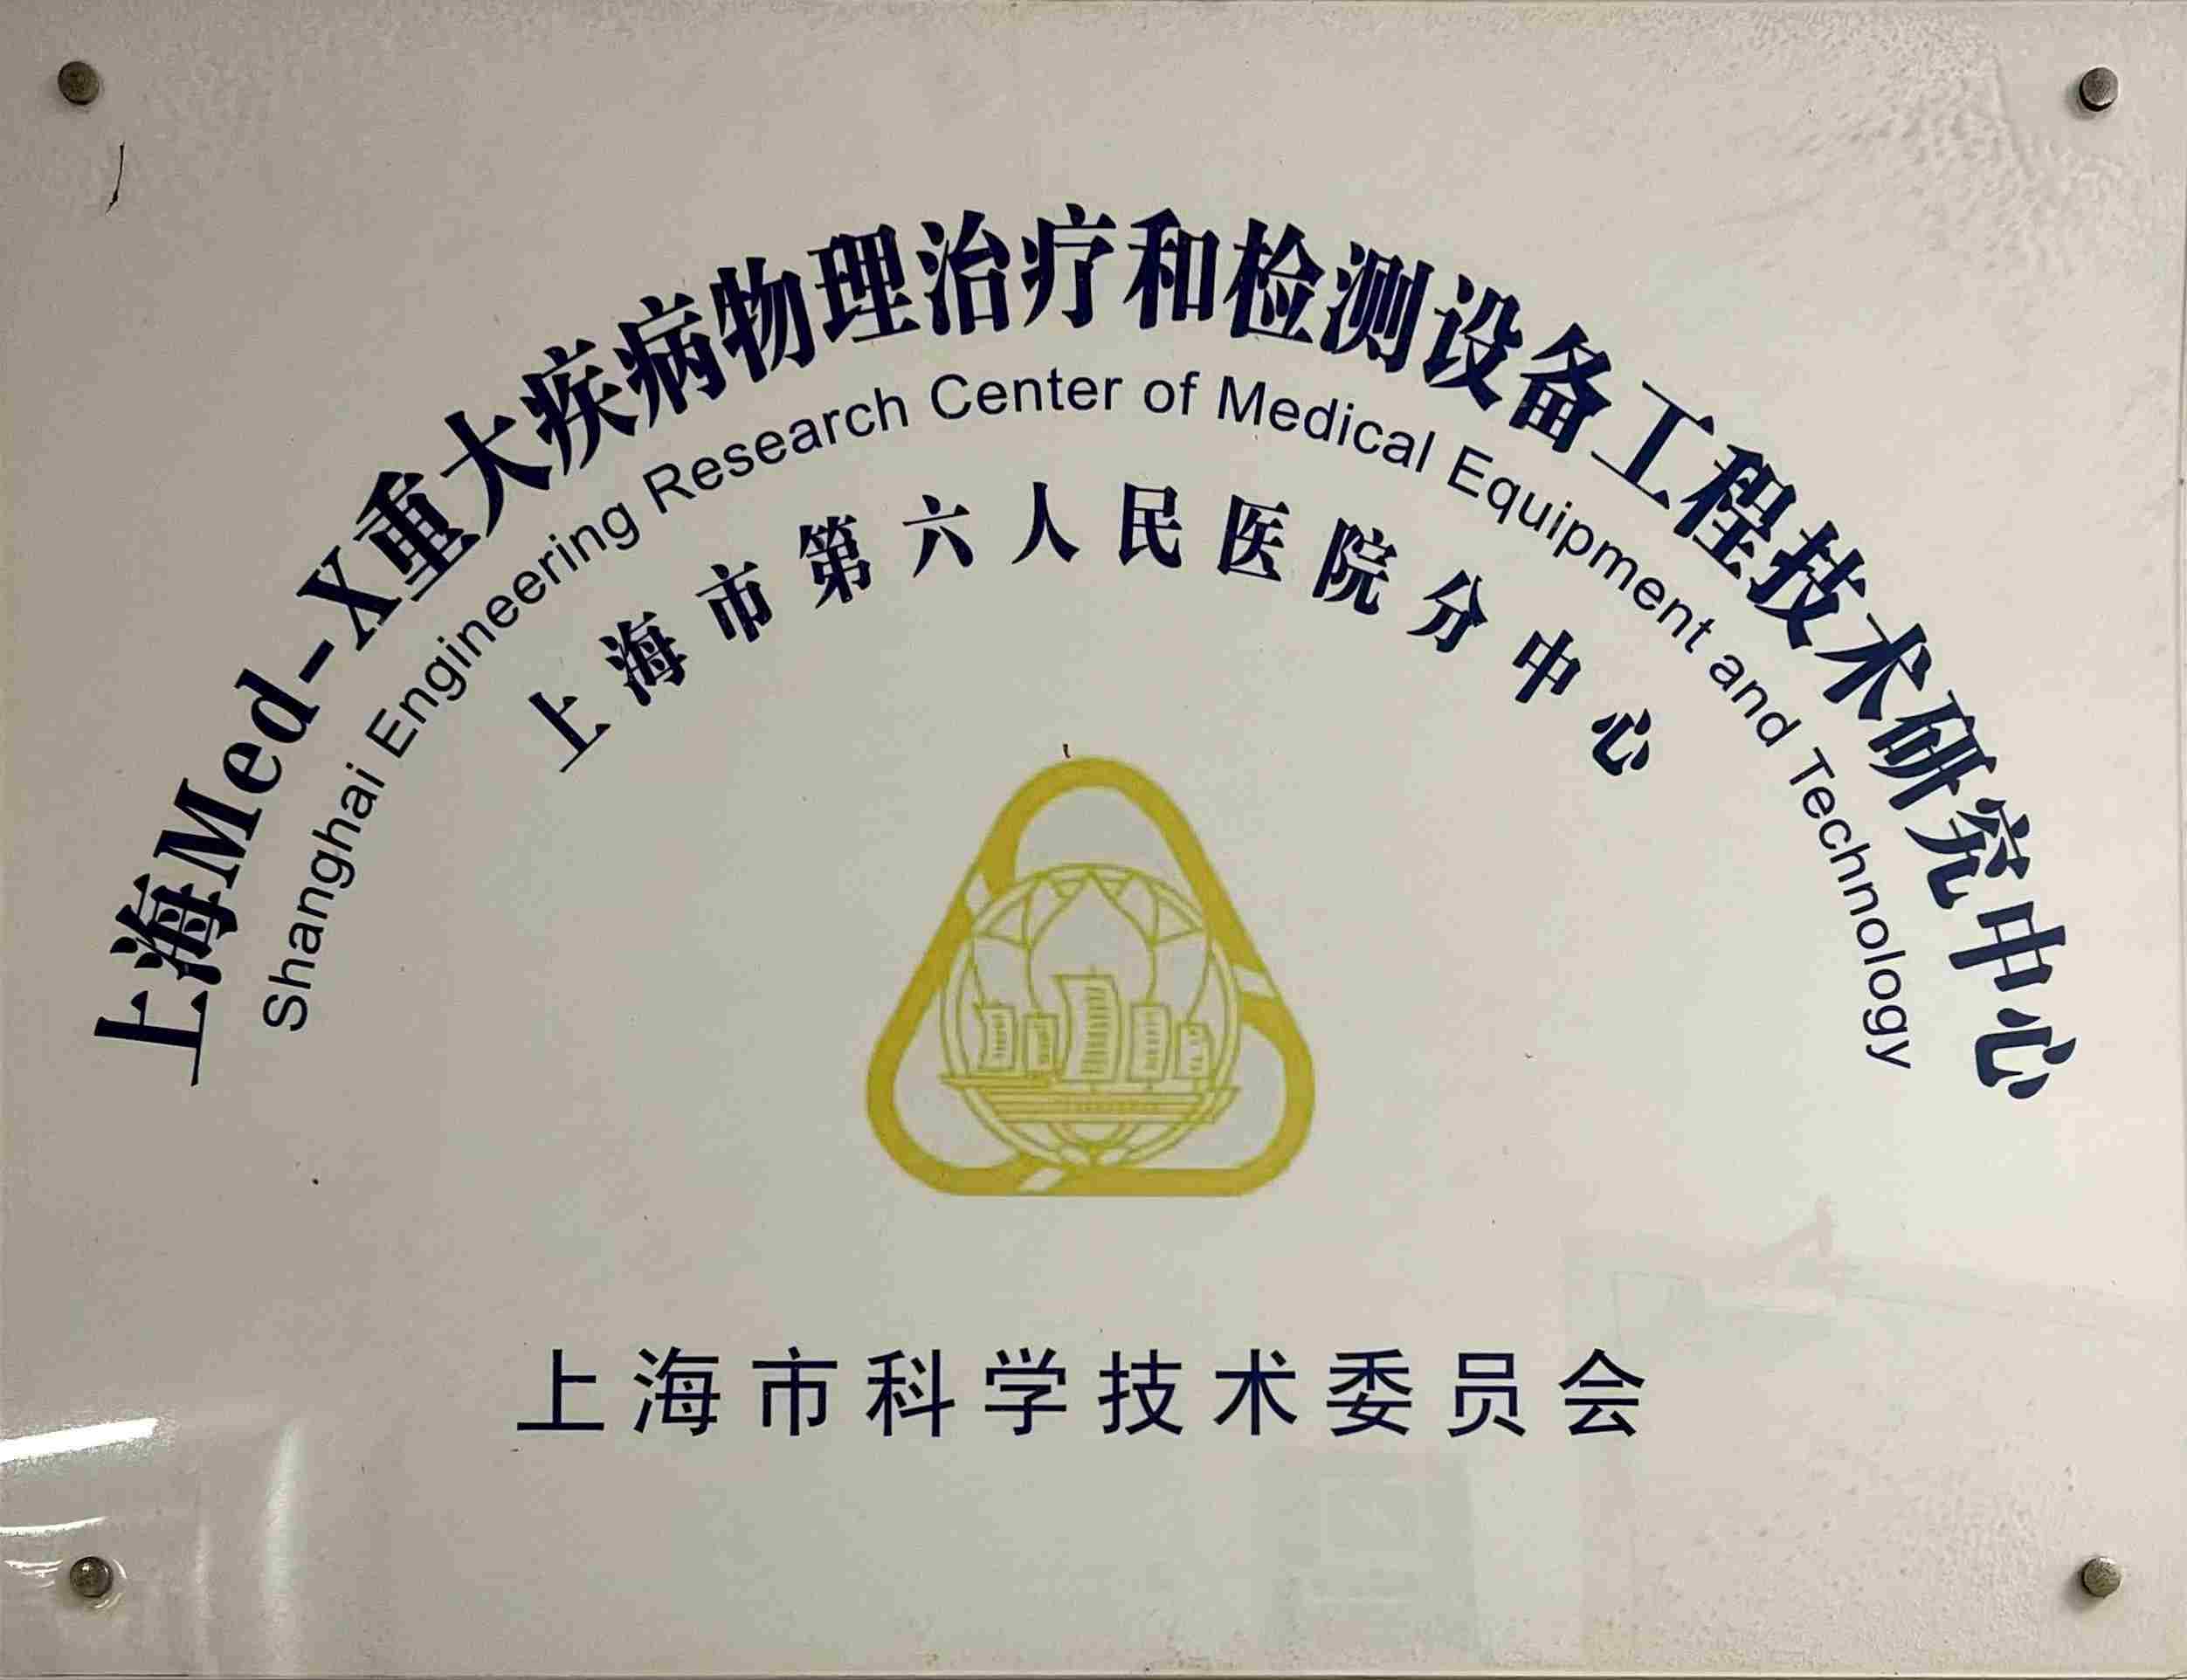 上海Med-X重大疾病物理治疗和检测设备工程技术研究中心
Shanghai Engineering Research Center of Medical Equipment and Technology
上海市第六人民医院分中心
上海市科学技术委员会